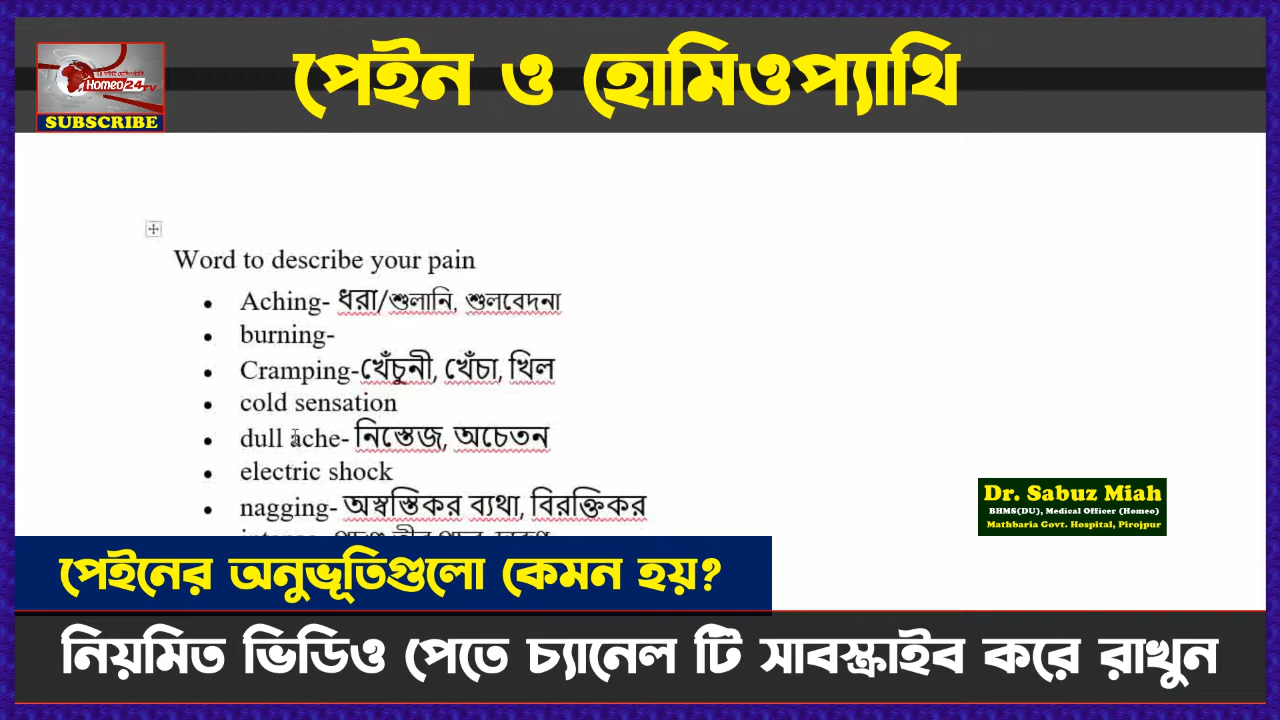 পেইন ও হোমিওপ্যাথি
Homeo24TV
SUBSCRIBE
Word to describe your pain
Aching- ধরা/শুলানি, শুলবেদনা
burning-
Cramping-খেঁচুনী, খেঁচা, খিল
cold sensation
dull ache- নিস্তেজ, অচেতন
electric shock
nagging- অস্বস্তিকর ব্যথা, বিরক্তিকর
Dr. Sabuz Miah
BHMS(DU), Medical Officer (Homeo)
Mathbaria Govt. Hospital, Pirojpur
পেইনের অনুভূতিগুলো কেমন হয়?
নিয়মিত ভিডিও পেতে চ্যানেল টি সাবস্ক্রাইব করে রাখুন